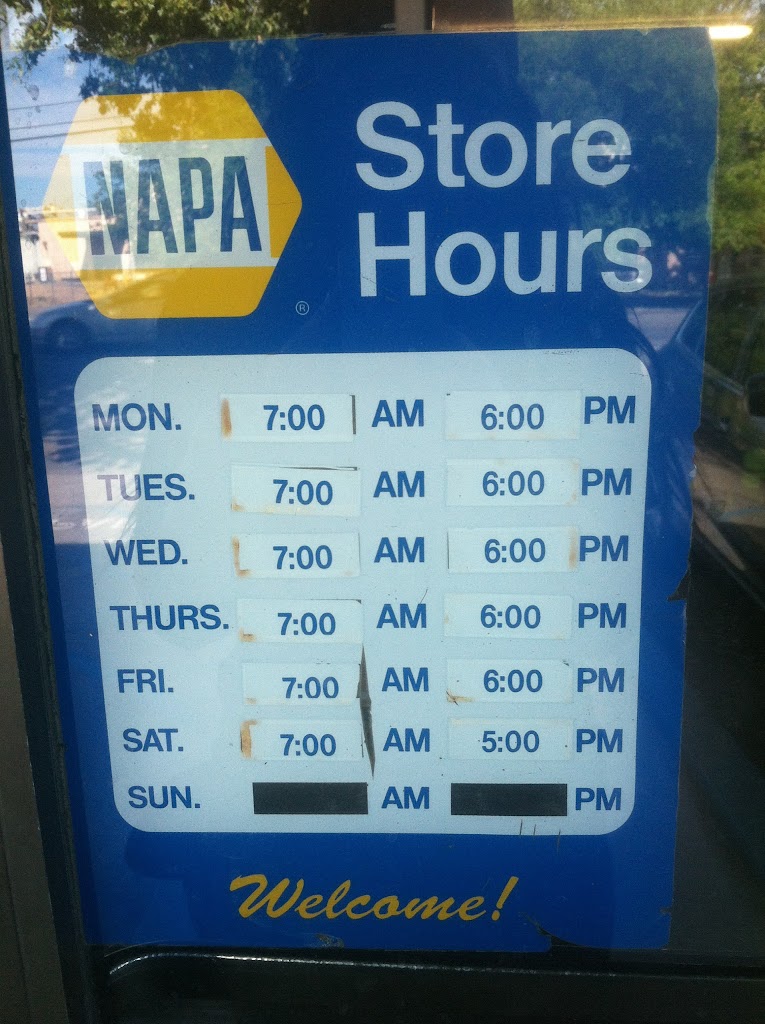 NAPA
®
Store
Hours
MON. 7:00 AM 6:00 PM
TUES. 7:00 AM 6:00 PM
WED. 7:00 AM 6:00 PM
THURS. 7:00 AM 6:00 PM
FRI. 7:00 AM 6:00 PM
SAT. 7:00 AM 5:00 PM
SUN. AM PM
Welcome!